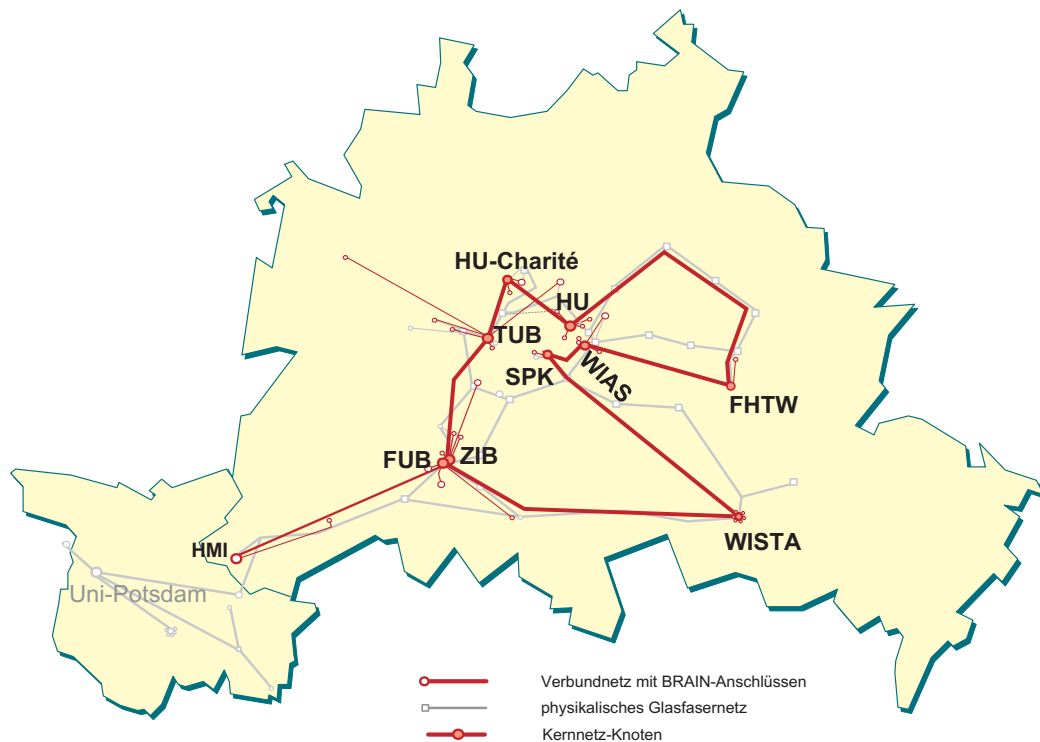 HU-Charité
HU
TUB
SPK
WIAS
FHTW
FUB
ZIB
HMI
WISTA
Uni-Potsdam
Verbundnetz mit BRAIN-Anschlüssen
physikalisches Glasfasernetz
Kernnetz-Knoten